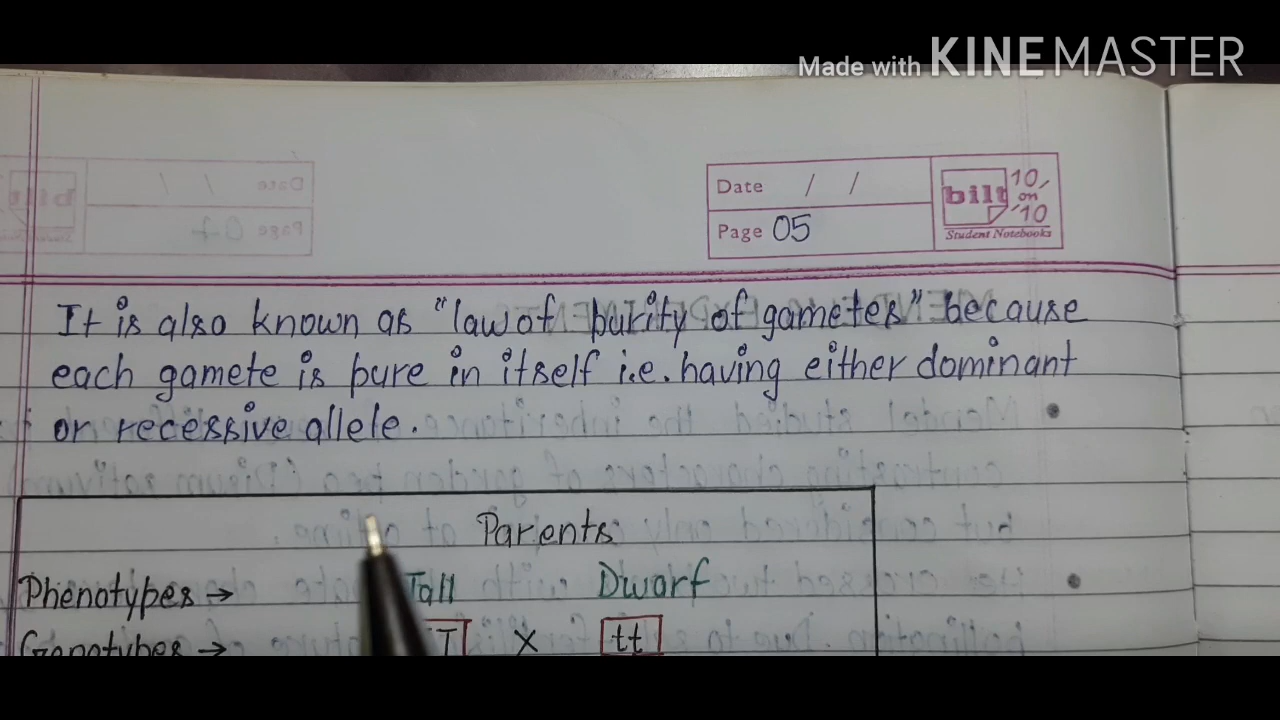 Made with KINEMASTER
Date / /
Page 05
bilt 10 on 10
Student Notebooks
It is also known as "law of purity of gametes" because
each gamete is pure in itself i.e. having either dominant
or recessive allele.
Parents
Phenotypes → Tall Dwarf
Genotypes → T × tt